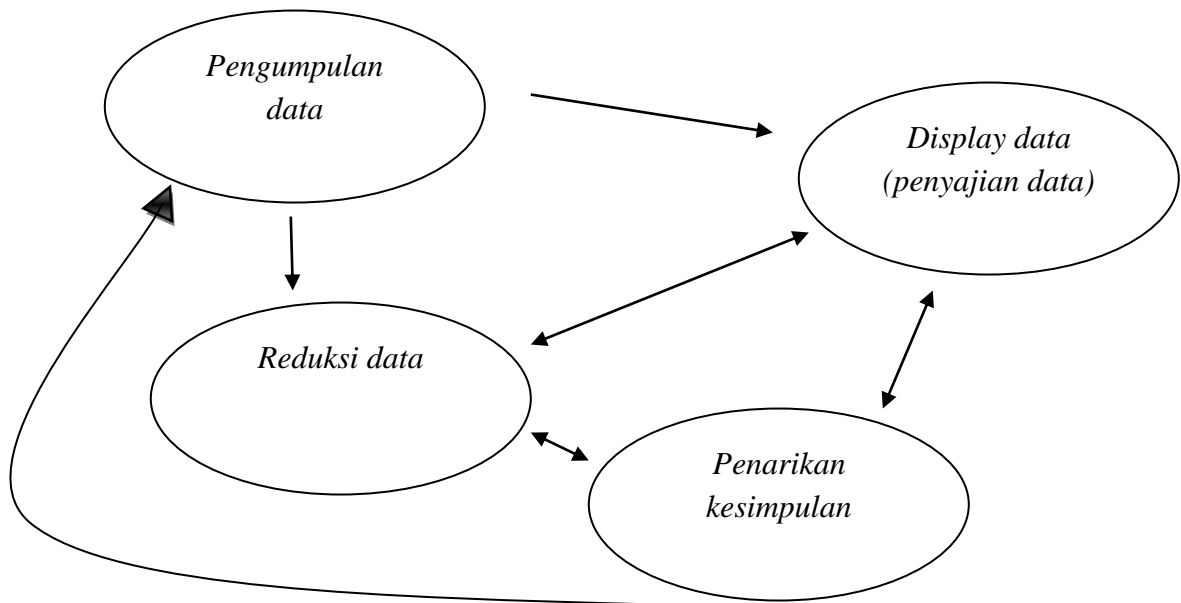 Pengumpulan
data
Display data
(penyajian data)
Reduksi data
Penarikan
kesimpulan